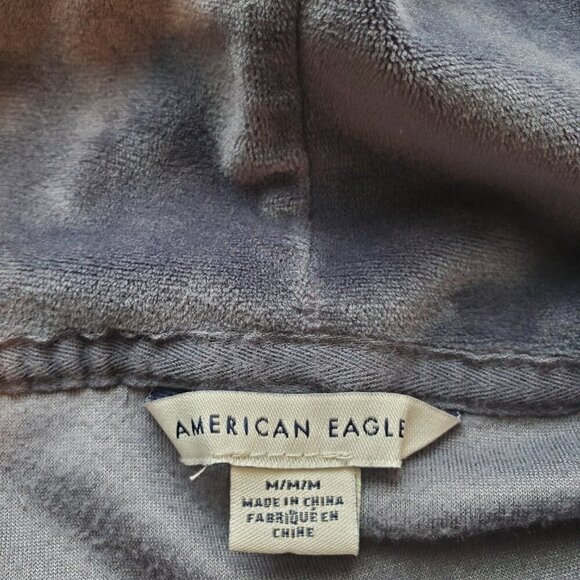 AMERICAN EAGLE
M/M/M
MADE IN CHINA
FABRIQUÉ EN
CHINE